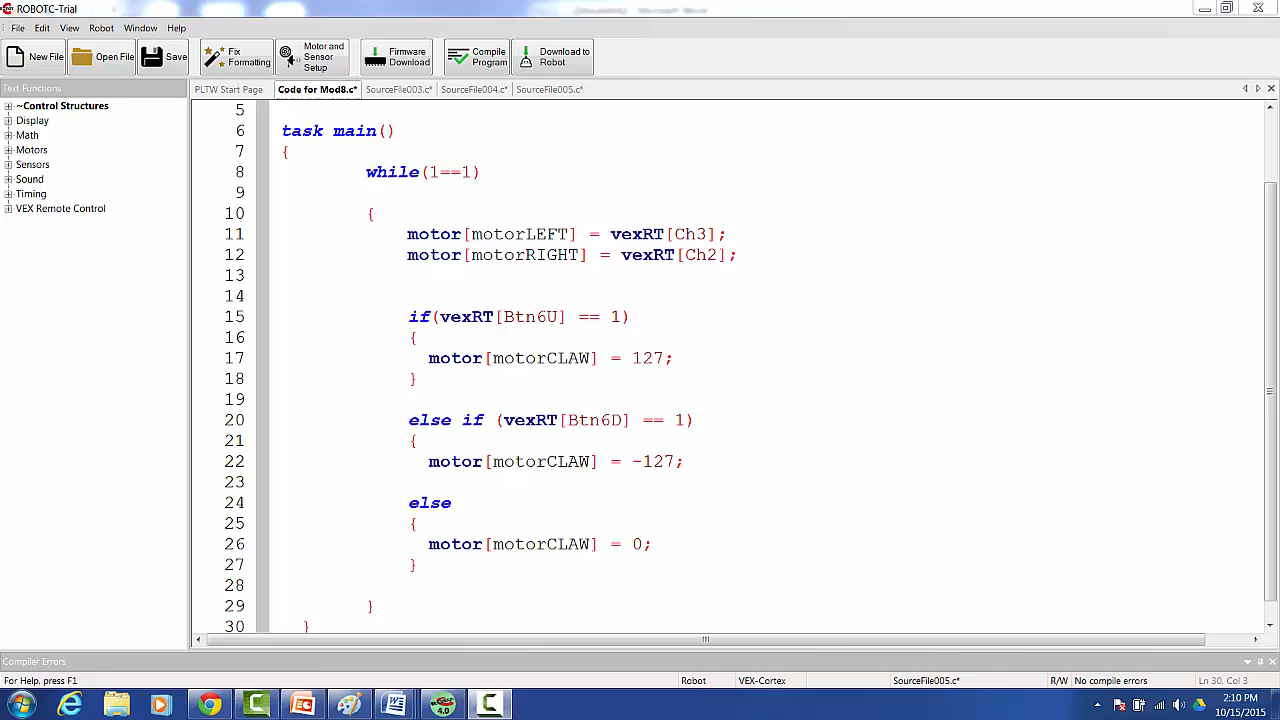 ROBOTC-Trial
File Edit View Robot Window Help
New File Open File Save Fix Formatting Motor and Sensor Setup Firmware Download Compile Program Download to Robot
Text Functions
PLTW Start Page Code for Mod8.c* SourceFile003.c* SourceFile004.c* SourceFile005.c*
~Control Structures
Display
Math
Motors
Sensors
Sound
Timing
VEX Remote Control
5
6 task main()
7 {
8 while(1==1)
9
10 {
11 motor[motorLEFT] = vexRT[Ch3];
12 motor[motorRIGHT] = vexRT[Ch2];
13
14
15 if(vexRT[Btn6U] == 1)
16 {
17 motor[motorCLAW] = 127;
18 }
19
20 else if (vexRT[Btn6D] == 1)
21 {
22 motor[motorCLAW] = -127;
23
24 else
25 {
26 motor[motorCLAW] = 0;
27 }
28
29 }
30 }
Compiler Errors
For Help, press F1 Robot VEX-Cortex SourceFile005.c* R/W No compile errors Ln 30, Col 3
4.0
2:10 PM
10/15/2015